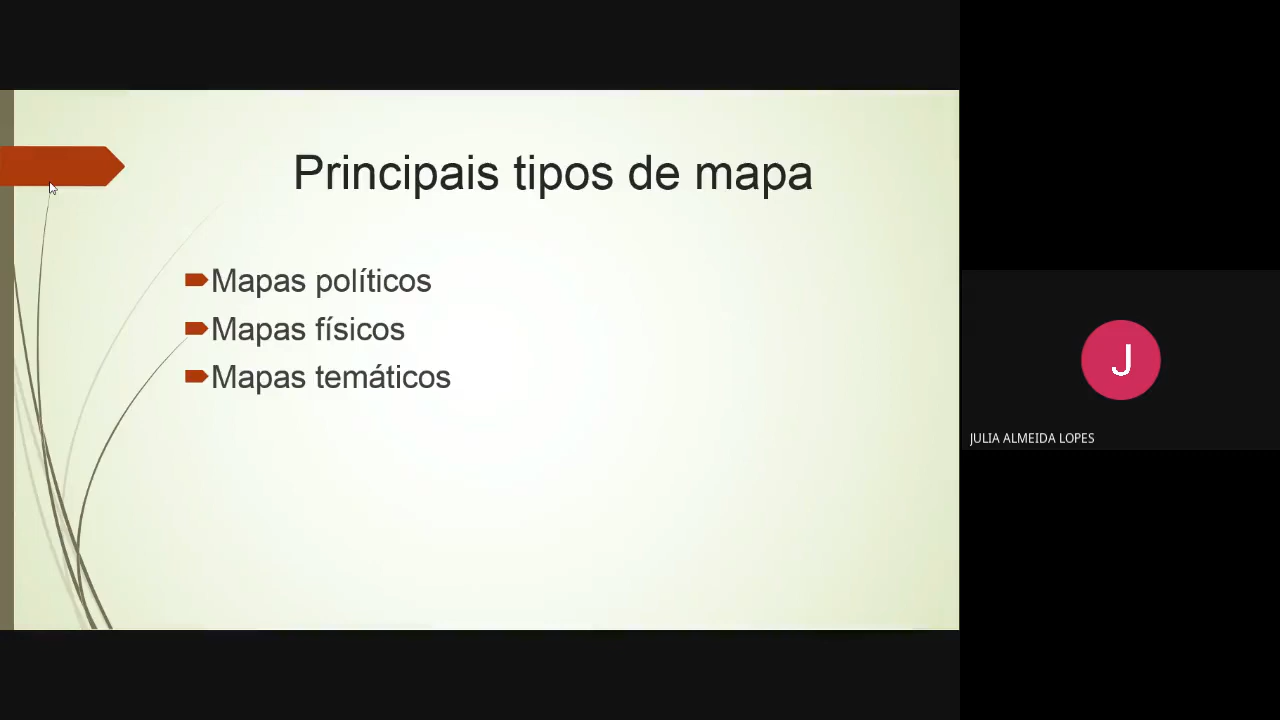 Principais tipos de mapa
Mapas políticos
Mapas físicos
Mapas temáticos
J
JULIA ALMEIDA LOPES